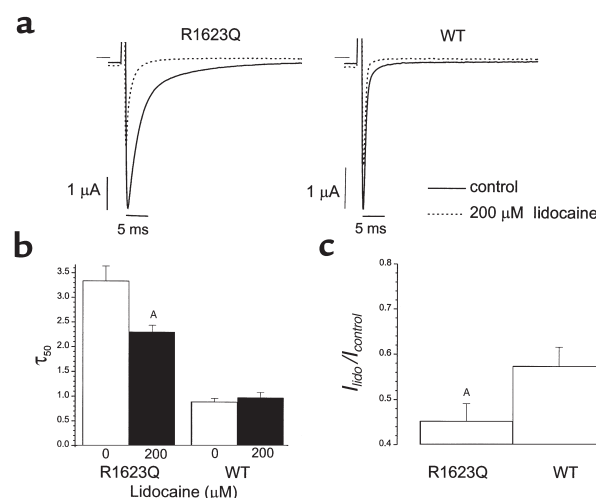 a
R1623Q WT
1 µA
5 ms
1 µA
5 ms
control
200 µM lidocaine
b
τ50
3.5
3.0
2.5
2.0
1.5
1.0
0.5
0.0
A
0 200 0 200
R1623Q WT
Lidocaine (µM)
c
Ilido/Icontrol
0.8
0.7
0.6
0.5
0.4
A
R1623Q WT